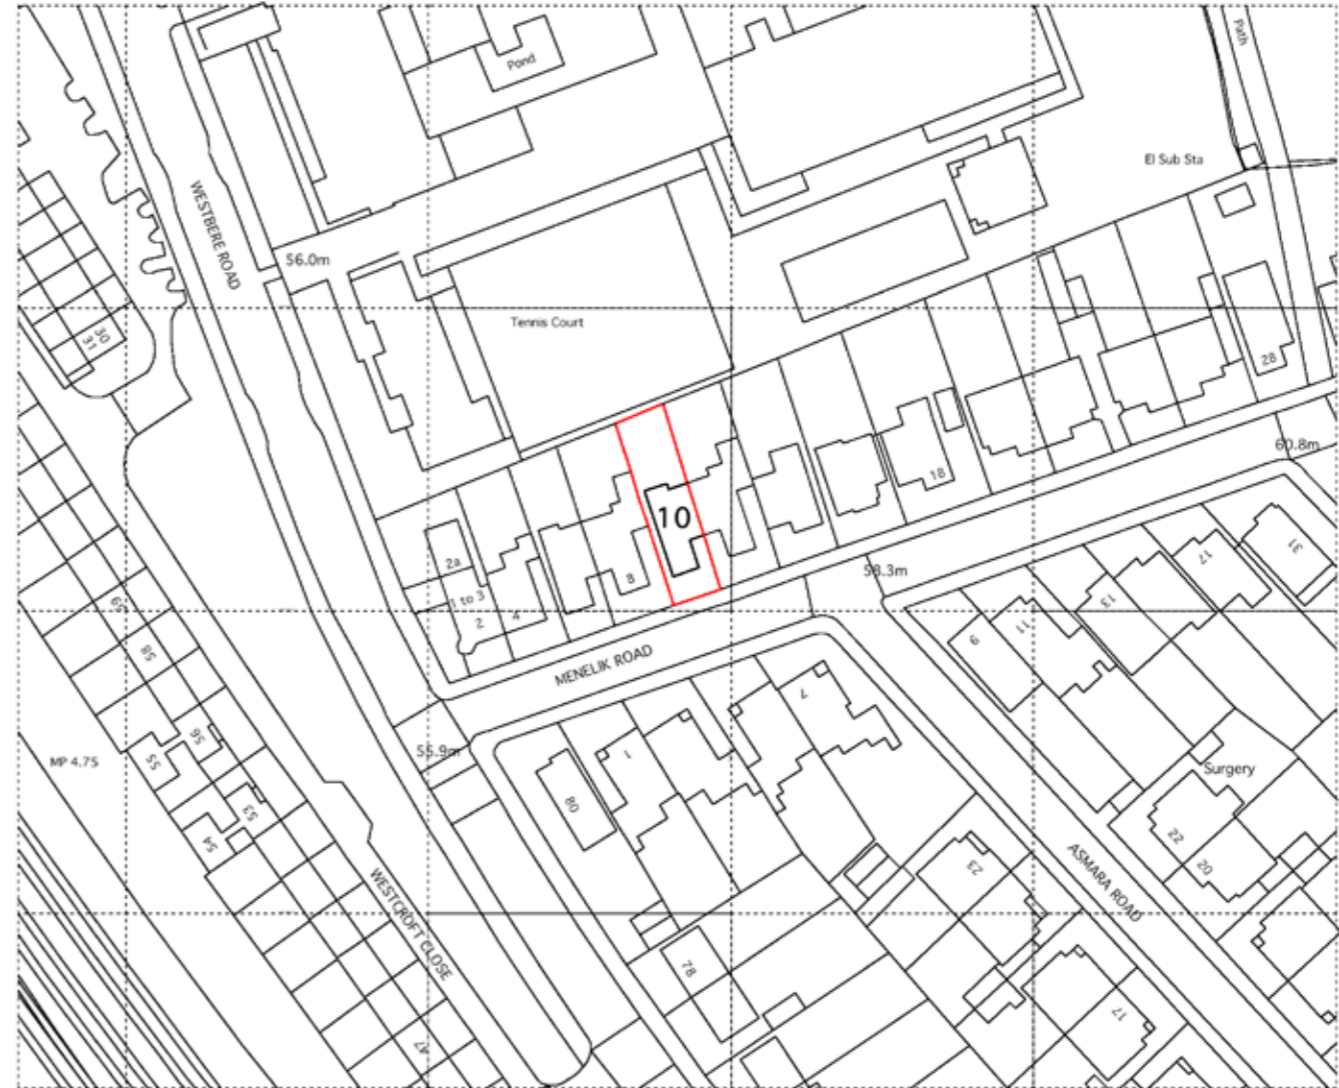 Pond
Path
El Sub Sta
WESTBERE ROAD
56.0m
Tennis Court
30
31
28
60.8m
18
10
2a
1 to 3
2
4
8
58.3m
59
58
MENELIK ROAD
9
11
13
17
31
56
55
MP 4.75
55.9m
1
7
80
Surgery
53
54
22
20
23
ASMARA ROAD
WESTCROFT CLOSE
78
47
17